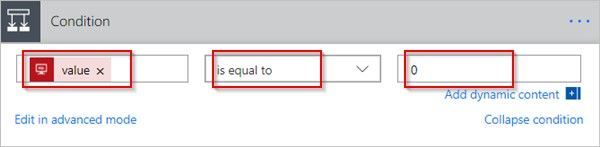 Condition
value x is equal to 0
Add dynamic content
Edit in advanced mode Collapse condition